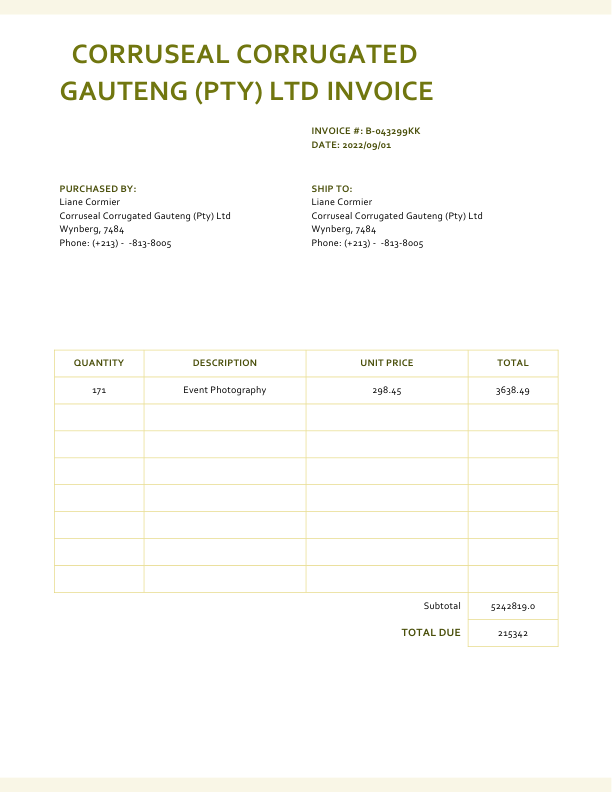 CORRUSEAL CORRUGATED
GAUTENG (PTY) LTD INVOICE
INVOICE #: B-043299KK
DATE: 2022/09/01
PURCHASED BY:
Liane Cormier
Corruseal Corrugated Gauteng (Pty) Ltd
Wynberg, 7484
Phone: (+213) -  -813-8005
SHIP TO:
Liane Cormier
Corruseal Corrugated Gauteng (Pty) Ltd
Wynberg, 7484
Phone: (+213) -  -813-8005
QUANTITY DESCRIPTION UNIT PRICE TOTAL
171 Event Photography 298.45 3638.49
Subtotal 5242819.0
TOTAL DUE 215342